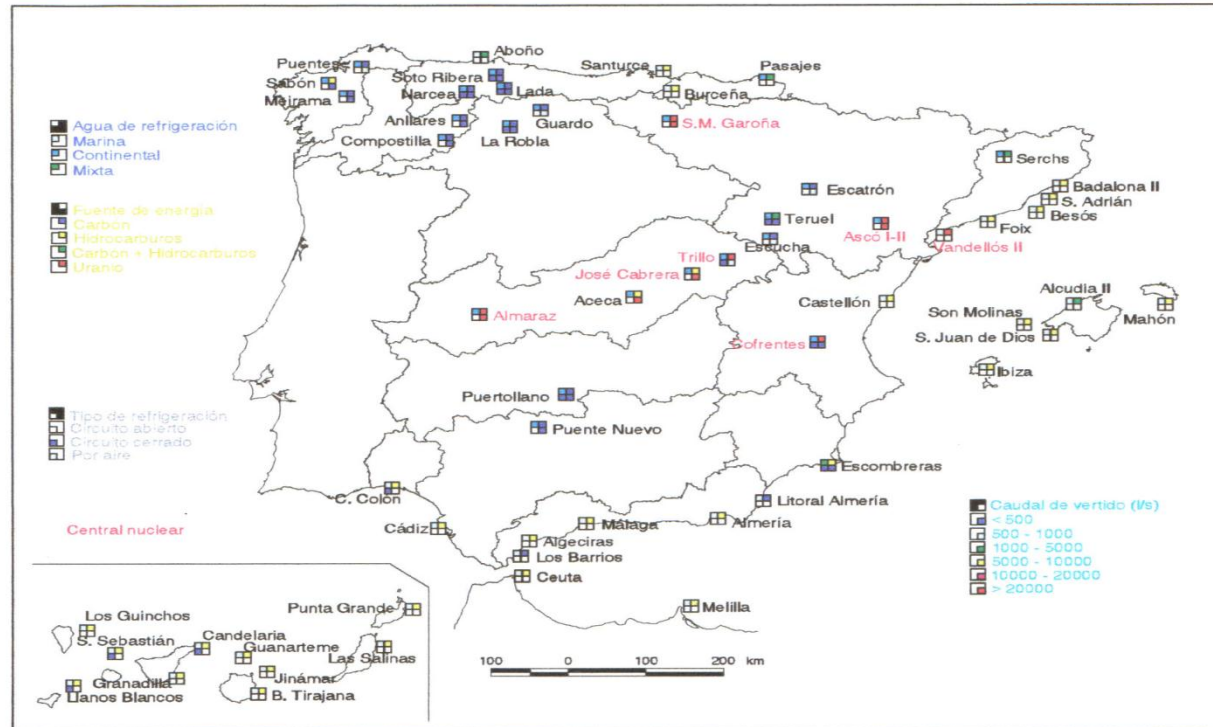 Aboño
Puentes
Santurce
Pasajes
Soto Ribera
Sabón
Narcea
Lada
Burceña
Meirama
Anllares
Guardo
S.M. Garoña
Agua de refrigeración
Marina
Continental
Mixta
Compostilla
La Robla
Serchs
Escatrón
Badalona II
S. Adrián
Besós
Fuente de energía
Carbón
Hidrocarburos
Carbón + Hidrocarburos
Uranio
Teruel
Foix
Ascó I-II
Vandellós II
Escucha
Trillo
José Cabrera
Aceca
Castellón
Alcudia II
Son Molinas
Mahón
Almaraz
S. Juan de Dios
Cofrentes
Ibiza
Puertollano
Tipo de refrigeración
Circuito abierto
Circuito cerrado
Por aire
Puente Nuevo
Escombreras
C. Colón
Litoral Almería
Central nuclear
Cádiz
Málaga
Almería
Algeciras
Los Barrios
Ceuta
Melilla
Caudal de vertido (l/s)
< 500
500 - 1000
1000 - 5000
5000 - 10000
10000 - 20000
> 20000
Los Guinchos
Punta Grande
S. Sebastián
Candelaria
Guanarteme
Las Salinas
Granadilla
Jinámar
Llanos Blancos
B. Tirajana
100 0 100 200 km